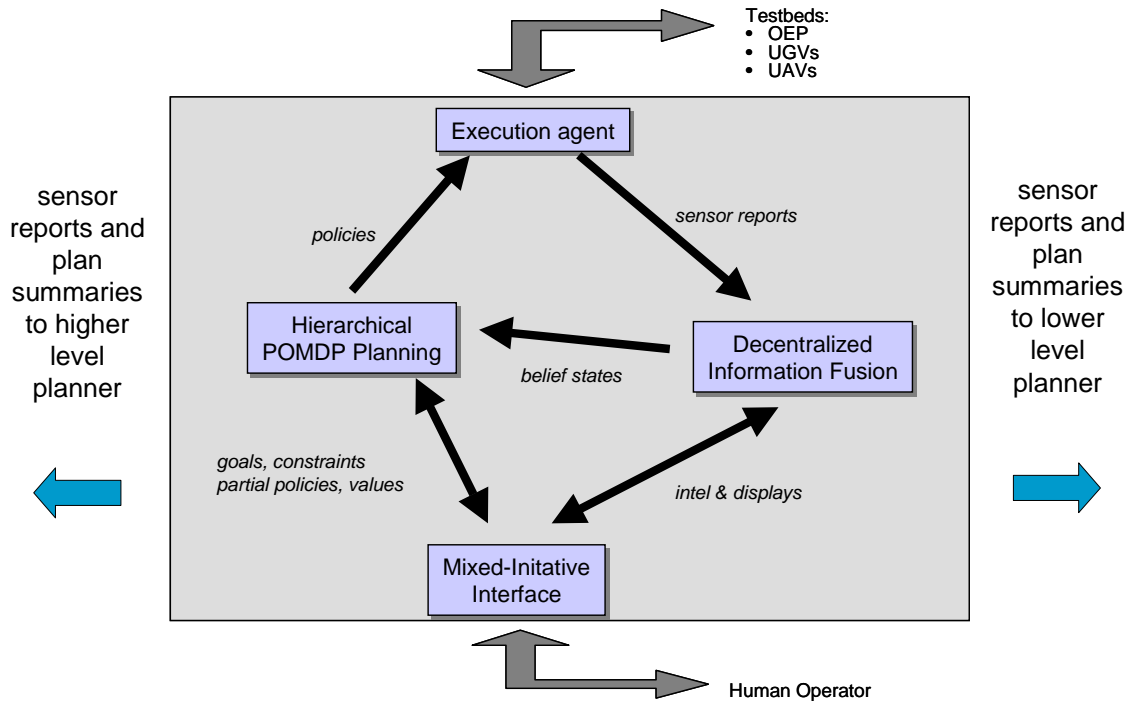 Testbeds:
• OEP
• UGVs
• UAVs
Execution agent
sensor
reports and
plan
summaries
to higher
level
planner
policies
sensor reports
sensor
reports and
plan
summaries
to lower
level
planner
Hierarchical
POMDP Planning
Decentralized
Information Fusion
belief states
goals, constraints
partial policies, values
intel & displays
Mixed-Initative
Interface
Human Operator